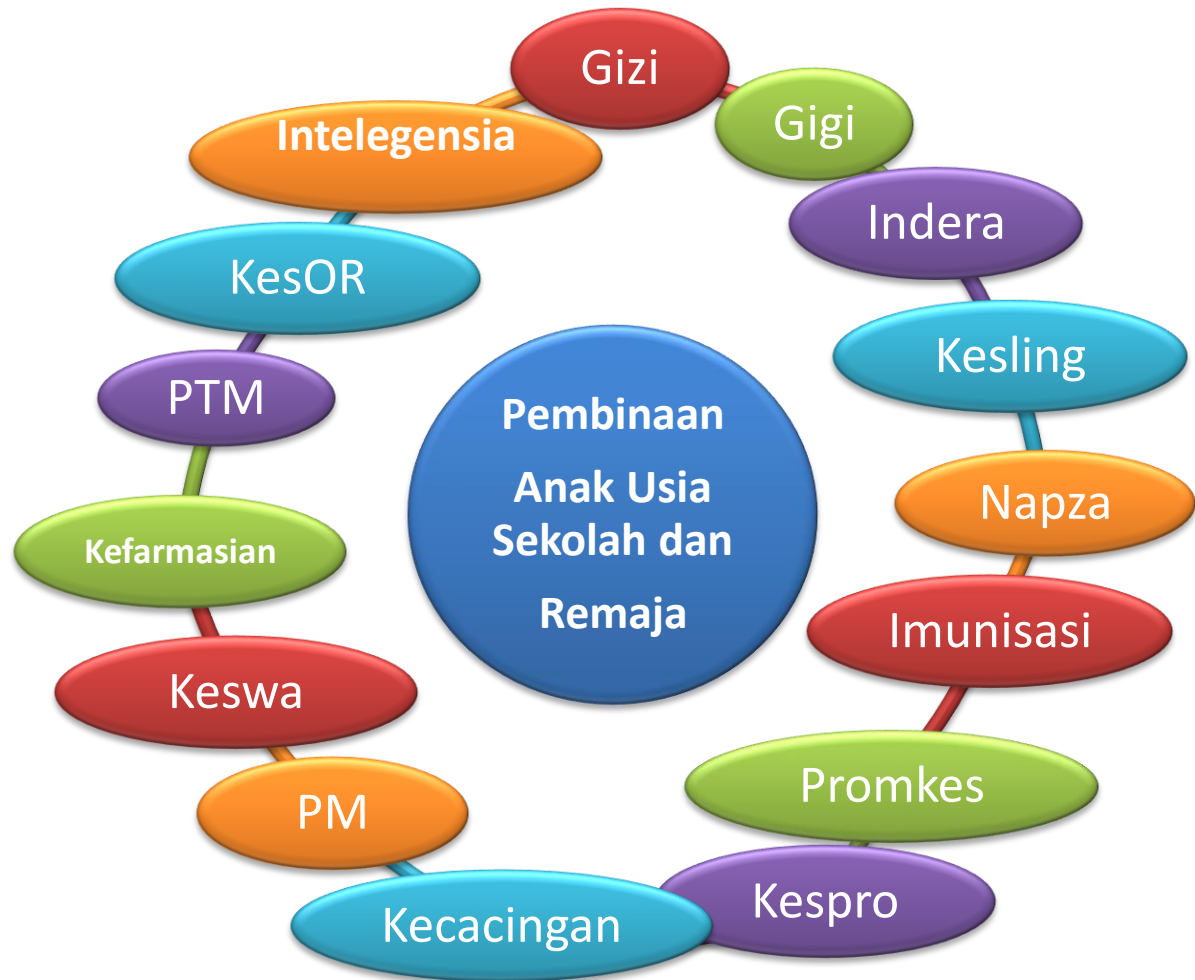 Gizi
Gigi
Indera
Kesling
Napza
Imunisasi
Promkes
Kespro
Kecacingan
PM
Keswa
Kefarmasian
PTM
KesOR
Intelegensia
Pembinaan
Anak Usia
Sekolah dan
Remaja